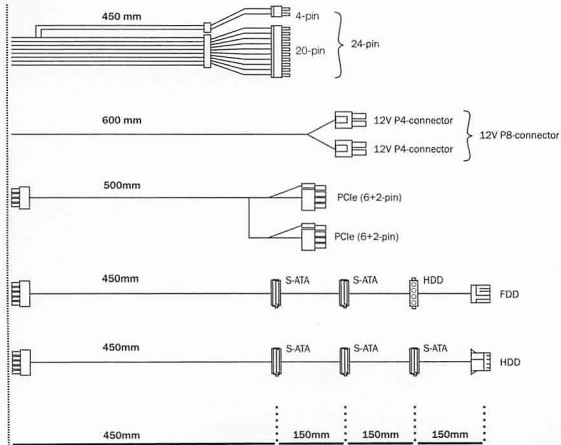 450 mm
4-pin
20-pin
24-pin
600 mm
12V P4-connector
12V P4-connector
12V P8-connector
500mm
PCIe (6+2-pin)
PCIe (6+2-pin)
450mm
S-ATA
S-ATA
HDD
FDD
450mm
S-ATA
S-ATA
S-ATA
HDD
450mm
150mm
150mm
150mm